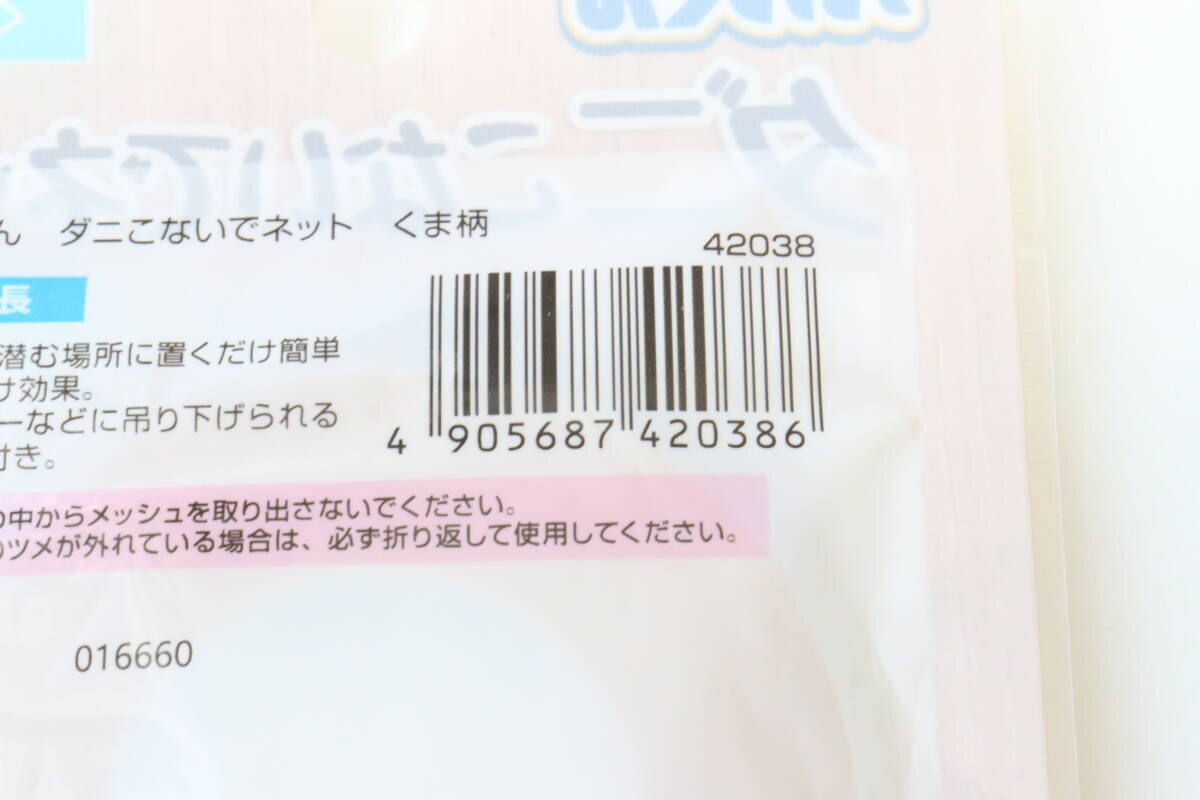 ん ダニこないでネット くま柄
42038
長
潜む場所に置くだけ簡単
け効果。
ーなどに吊り下げられる
付き。
4 905687 420386
の中からメッシュを取り出さないでください。
のツメが外れている場合は、必ず折り返して使用してください。
016660